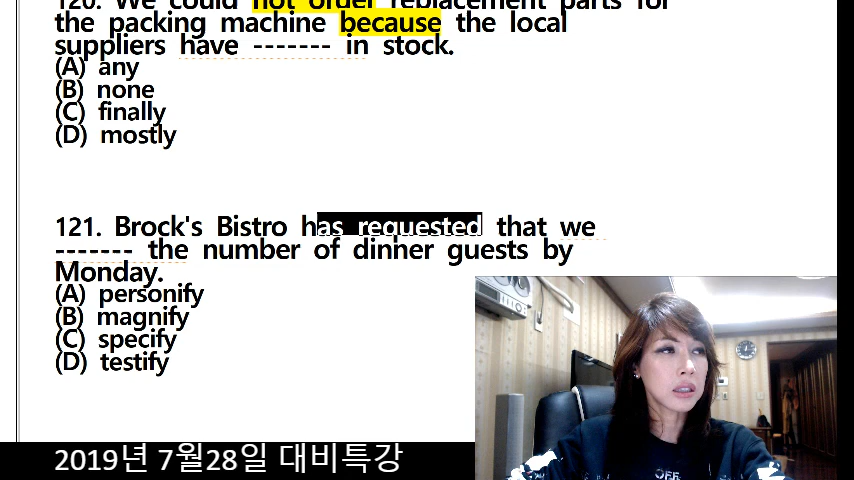 120. We could not order replacement parts for
the packing machine because the local
suppliers have ------- in stock.
(A) any
(B) none
(C) finally
(D) mostly
121. Brock's Bistro has requested that we
------- the number of dinner guests by
Monday.
(A) personify
(B) magnify
(C) specify
(D) testify
2019년 7월28일 대비특강